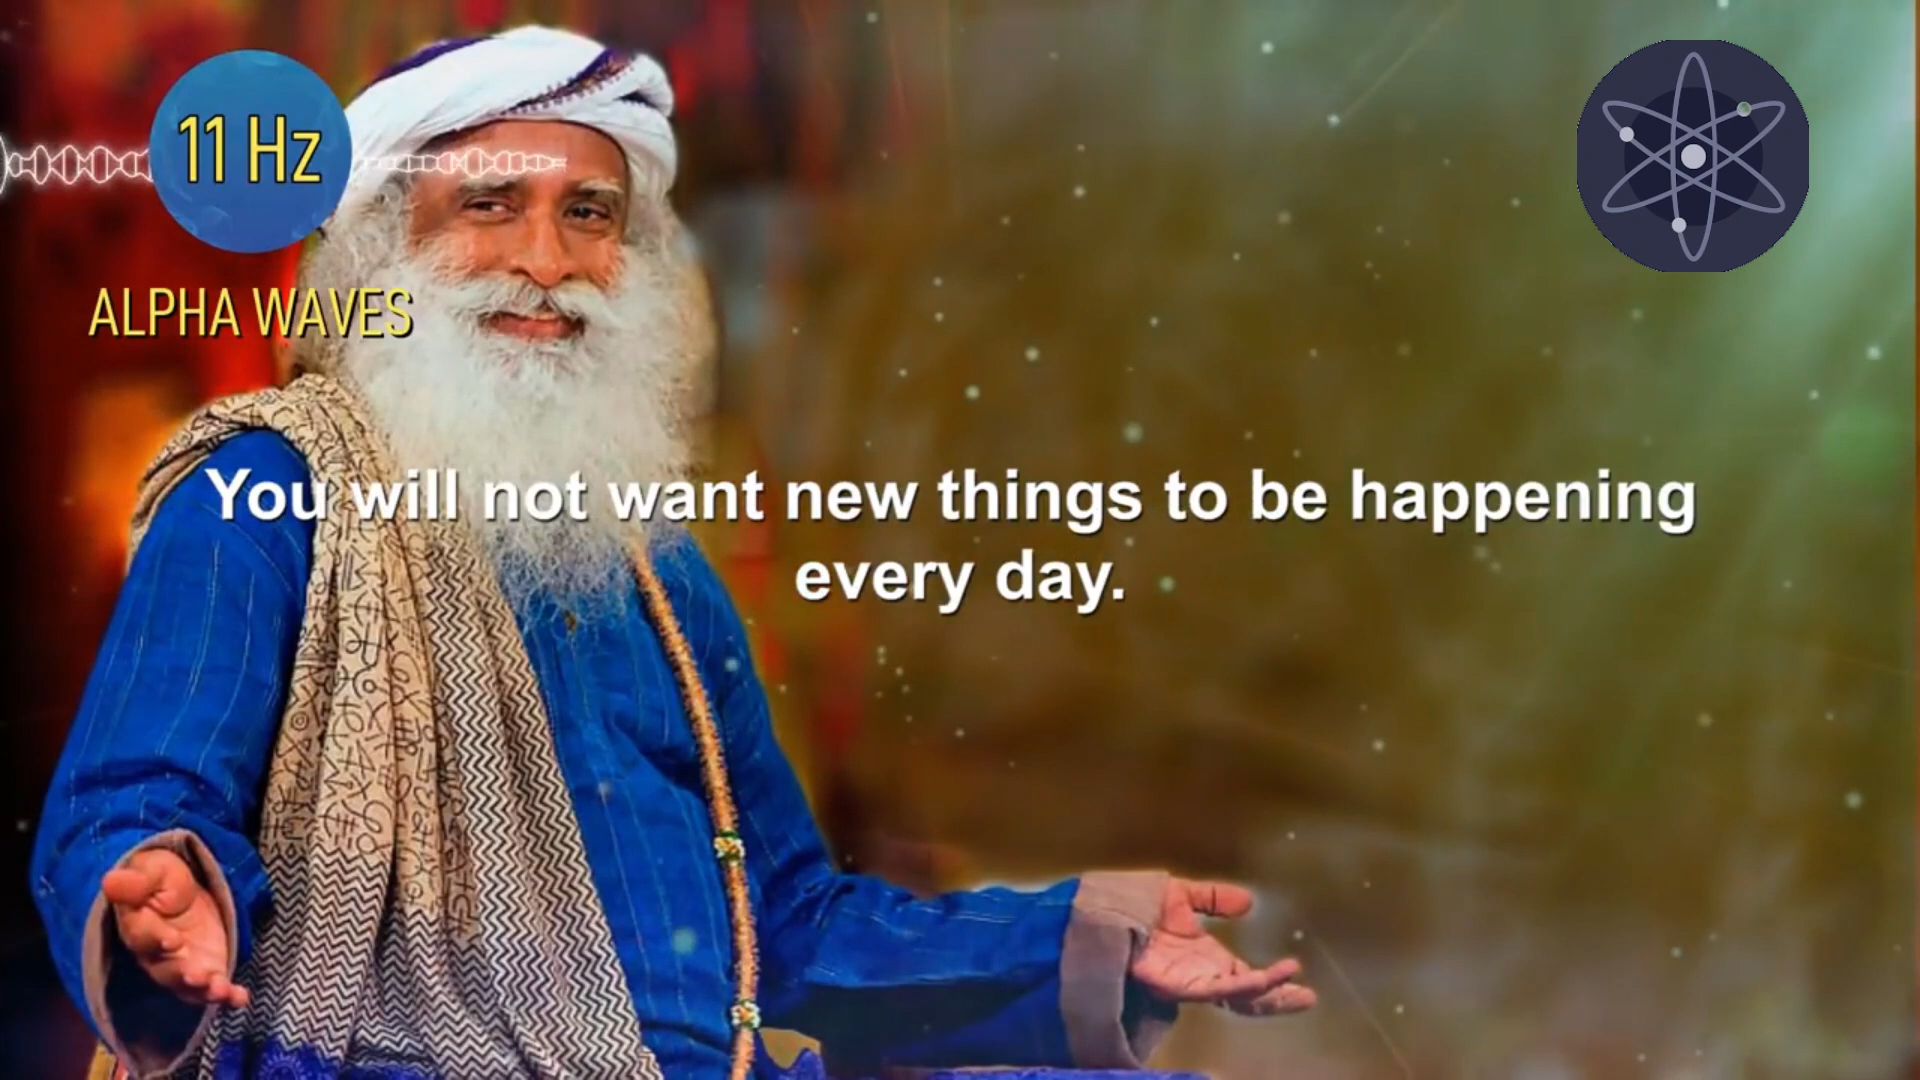 11 Hz
ALPHA WAVES
You will not want new things to be happening
every day.